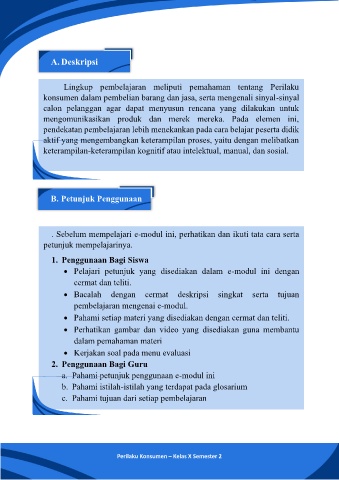 A. Deskripsi
Lingkup pembelajaran meliputi pemahaman tentang Perilaku
konsumen dalam pembelian barang dan jasa, serta mengenali sinyal-sinyal
calon pelanggan agar dapat menyusun rencana yang dilakukan untuk
mengomunikasikan produk dan merek mereka. Pada elemen ini,
pendekatan pembelajaran lebih menekankan pada cara belajar peserta didik
aktif yang mengembangkan keterampilan proses, yaitu dengan melibatkan
keterampilan-keterampilan kognitif atau intelektual, manual, dan sosial.
B. Petunjuk Penggunaan
. Sebelum mempelajari e-modul ini, perhatikan dan ikuti tata cara serta
petunjuk mempelajarinya.
1. Penggunaan Bagi Siswa
• Pelajari petunjuk yang disediakan dalam e-modul ini dengan
cermat dan teliti.
• Bacalah dengan cermat deskripsi singkat serta tujuan
pembelajaran mengenai e-modul.
• Pahami setiap materi yang disediakan dengan cermat dan teliti.
• Perhatikan gambar dan video yang disediakan guna membantu
dalam pemahaman materi
• Kerjakan soal pada menu evaluasi
2. Penggunaan Bagi Guru
a. Pahami petunjuk penggunaan e-modul ini
b. Pahami istilah-istilah yang terdapat pada glosarium
c. Pahami tujuan dari setiap pembelajaran
Perilaku Konsumen – Kelas X Semester 2